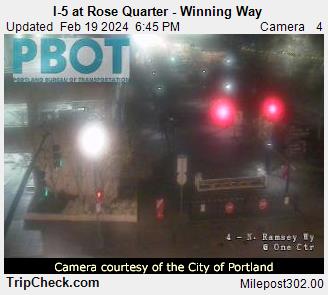 I-5 at Rose Quarter - Winning Way
Updated Feb 19 2024 6:45 PM Camera 4
PBOT
PORTLAND BUREAU OF TRANSPORTATION
4 - N. Ramsey Wy
@ One Ctr
Camera courtesy of the City of Portland
TripCheck.com Milepost302.00